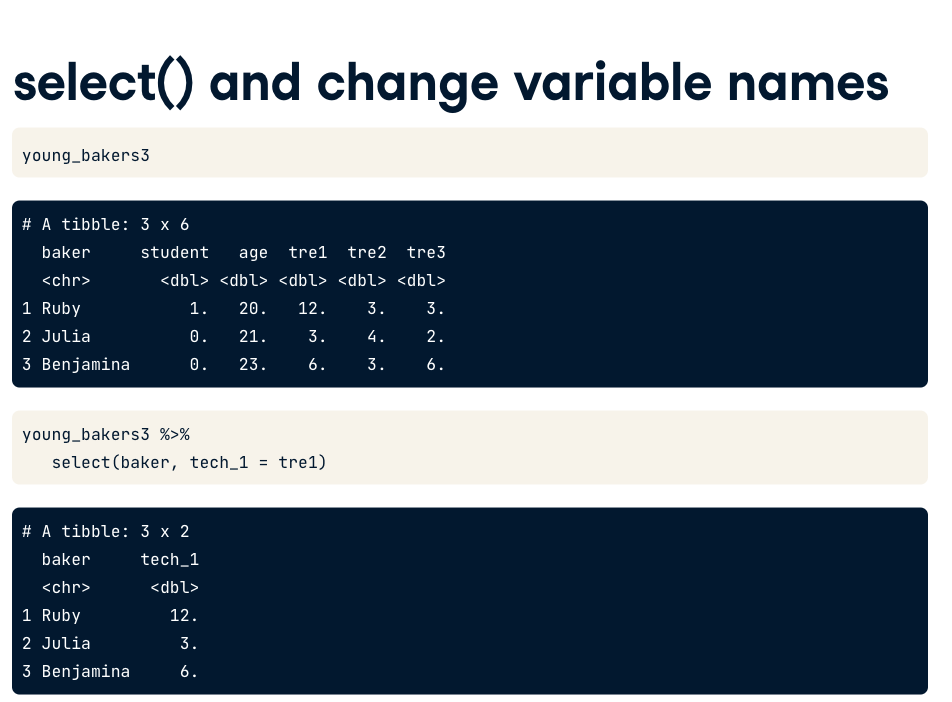 select() and change variable names
young_bakers3
# A tibble: 3 x 6
  baker     student   age  tre1  tre2  tre3
  <chr>       <dbl> <dbl> <dbl> <dbl> <dbl>
1 Ruby           1.   20.   12.    3.    3.
2 Julia          0.   21.    3.    4.    2.
3 Benjamina      0.   23.    6.    3.    6.
young_bakers3 %>%
   select(baker, tech_1 = tre1)
# A tibble: 3 x 2
  baker     tech_1
  <chr>      <dbl>
1 Ruby         12.
2 Julia         3.
3 Benjamina     6.